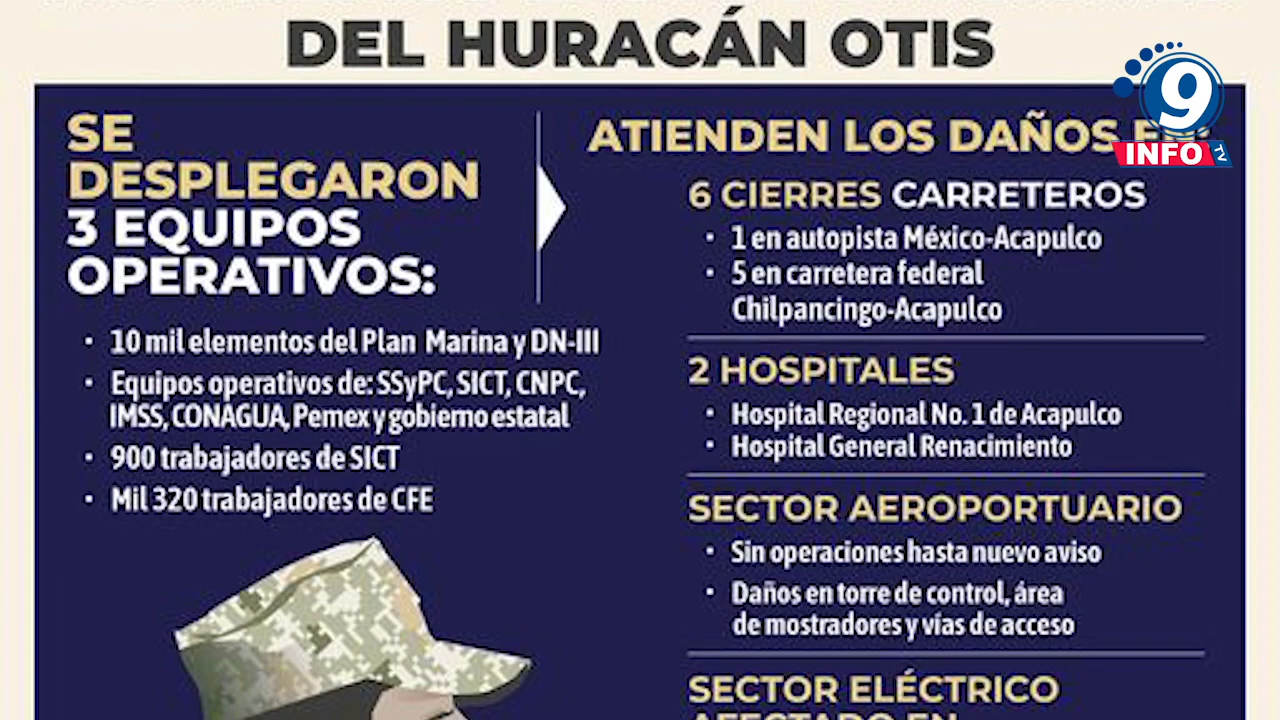 DEL HURACÁN OTIS
SE
DESPLEGARON
3 EQUIPOS
OPERATIVOS:
• 10 mil elementos del Plan Marina y DN-III
• Equipos operativos de: SSyPC, SICT, CNPC,
IMSS, CONAGUA, Pemex y gobierno estatal
• 900 trabajadores de SICT
• Mil 320 trabajadores de CFE
ATIENDEN LOS DAÑOS EN:
6 CIERRES CARRETEROS
• 1 en autopista México-Acapulco
• 5 en carretera federal
Chilpancingo-Acapulco
2 HOSPITALES
• Hospital Regional No. 1 de Acapulco
• Hospital General Renacimiento
SECTOR AEROPORTUARIO
• Sin operaciones hasta nuevo aviso
• Daños en torre de control, área
de mostradores y vías de acceso
SECTOR ELÉCTRICO
AFECTADO EN
9
INFO
TV